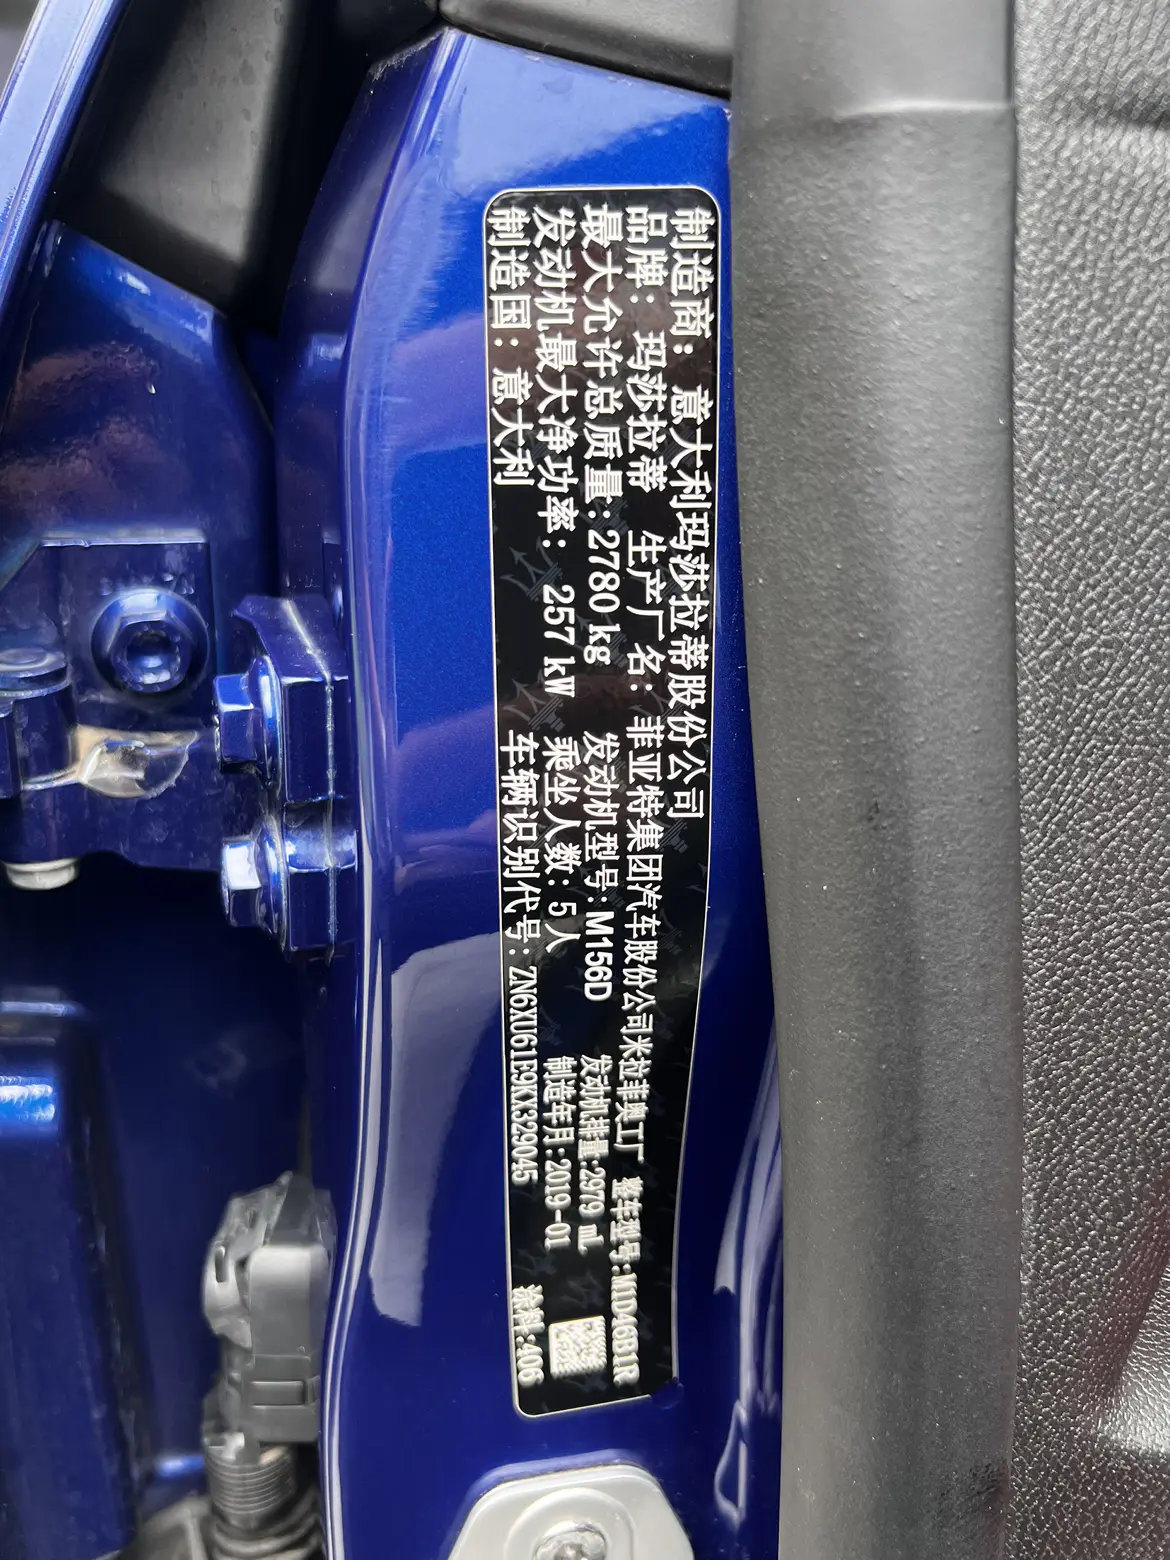 制造商: 意大利玛莎拉蒂股份公司
品牌: 玛莎拉蒂 生产厂名: 菲亚特集团汽车股份公司米拉菲奥工厂 整车型号:M1D46B1R
最大允许总质量:2780kg 发动机型号:M156D 发动机排量:2979 mL
发动机最大净功率: 257kW 乘坐人数:5人 制造年月:2019-01
制造国: 意大利 车辆识别代号: ZN6XU61E9KX329045 涂料:406